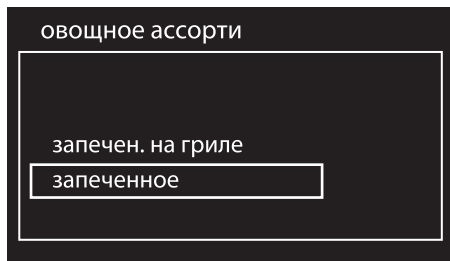 овощное ассорти
запечен. на гриле
запеченное